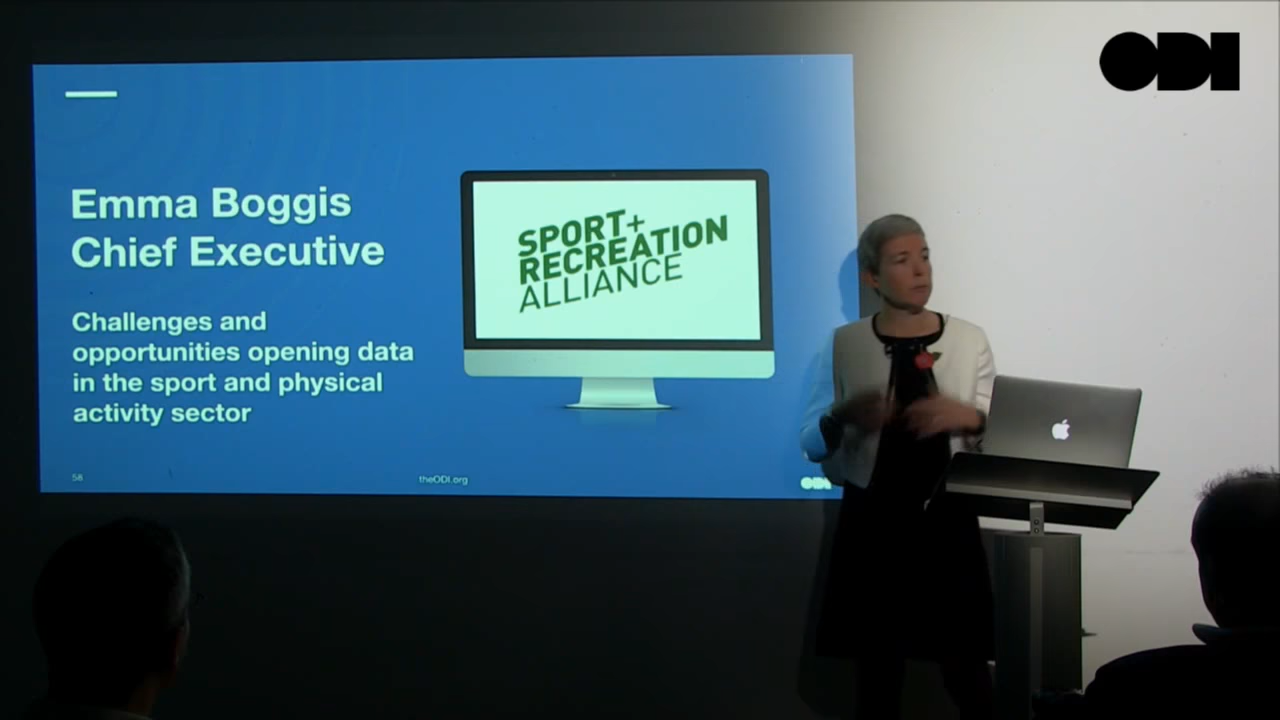 ODI
Emma Boggis
Chief Executive
Challenges and
opportunities opening data
in the sport and physical
activity sector
SPORT+
RECREATION
ALLIANCE
58
theODI.org
ODI